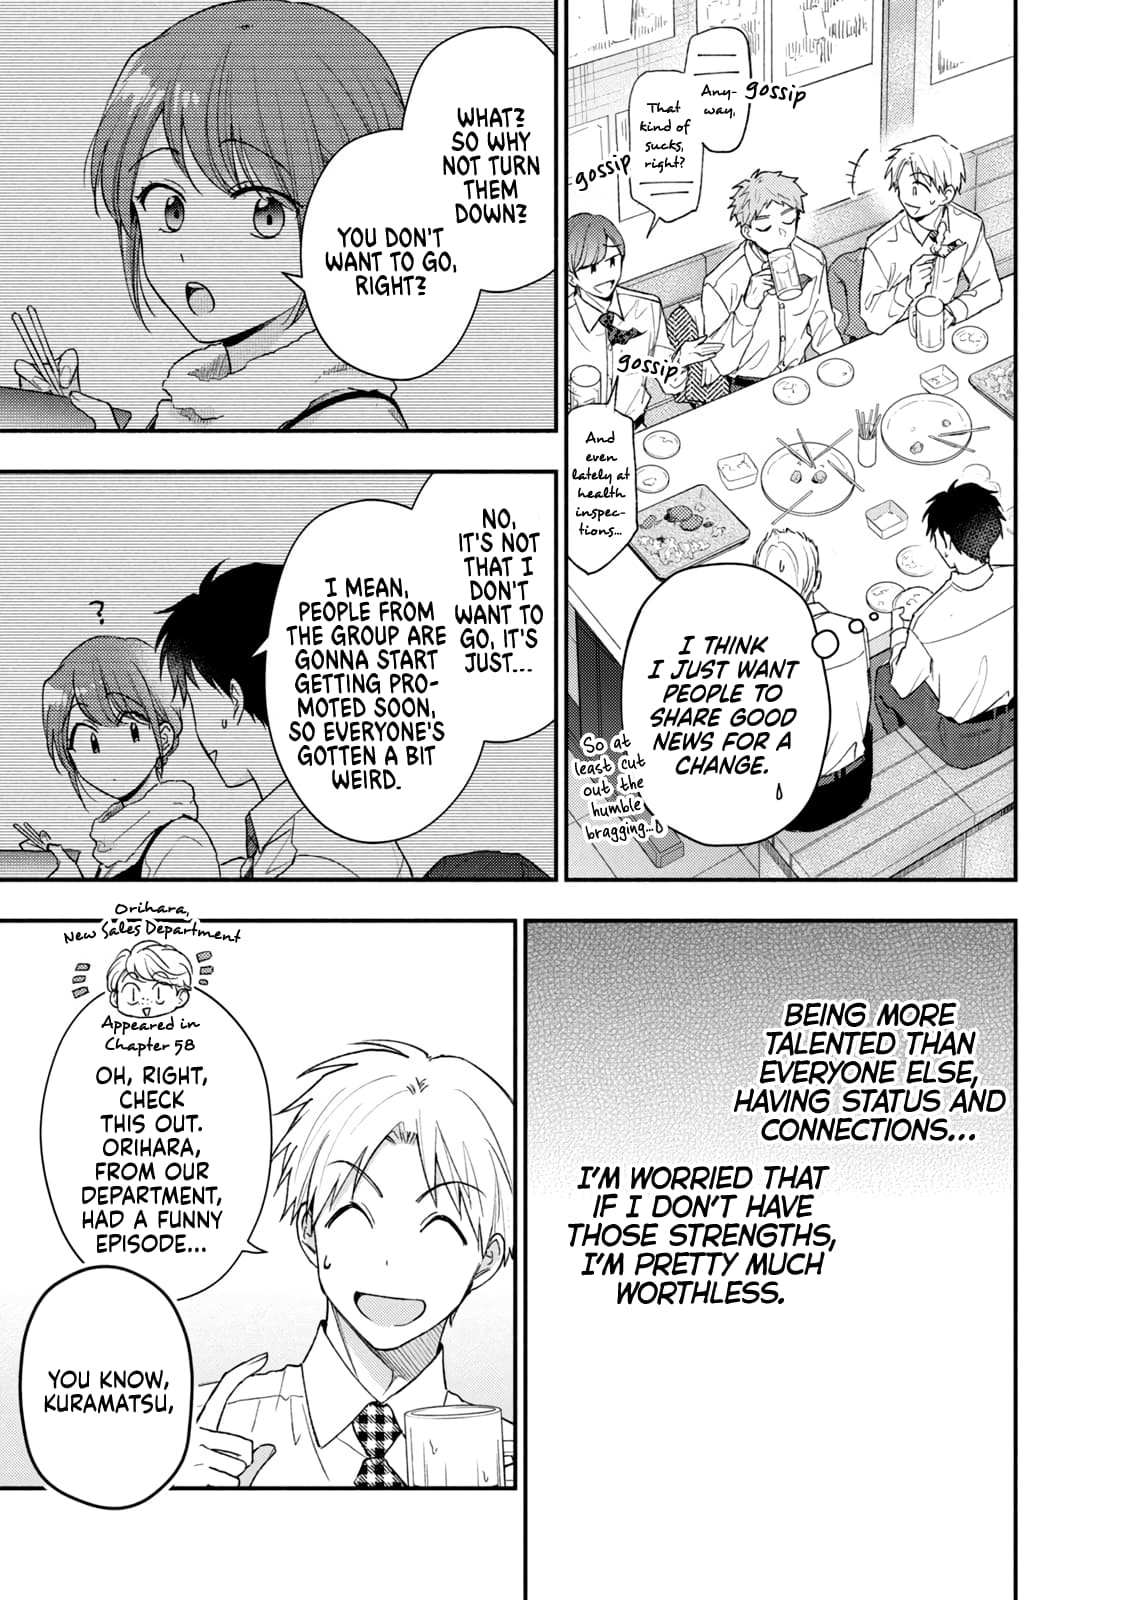 Any-
way,
gossip
That
kind of
sucks,
right?
gossip
gossip
And
even
lately at
health
inspec-
tions...
I THINK
I JUST WANT
PEOPLE TO
SHARE GOOD
NEWS FOR A
CHANGE.
So at
least cut
out the
humble
bragging...
WHAT?
SO WHY
NOT TURN
THEM
DOWN?
YOU DON'T
WANT TO GO,
RIGHT?
NO,
IT'S NOT
THAT I
DON'T
WANT TO
GO, IT'S
JUST...
I MEAN,
PEOPLE FROM
THE GROUP ARE
GONNA START
GETTING PRO-
MOTED SOON,
SO EVERYONE'S
GOTTEN A BIT
WEIRD.
?
BEING MORE
TALENTED THAN
EVERYONE ELSE,
HAVING STATUS AND
CONNECTIONS...
I'M WORRIED THAT
IF I DON'T HAVE
THOSE STRENGTHS,
I'M PRETTY MUCH
WORTHLESS.
Orihara,
New Sales Department
Appeared in
Chapter 58
OH, RIGHT,
CHECK
THIS OUT.
ORIHARA,
FROM OUR
DEPARTMENT,
HAD A FUNNY
EPISODE...
YOU KNOW,
KURAMATSU,